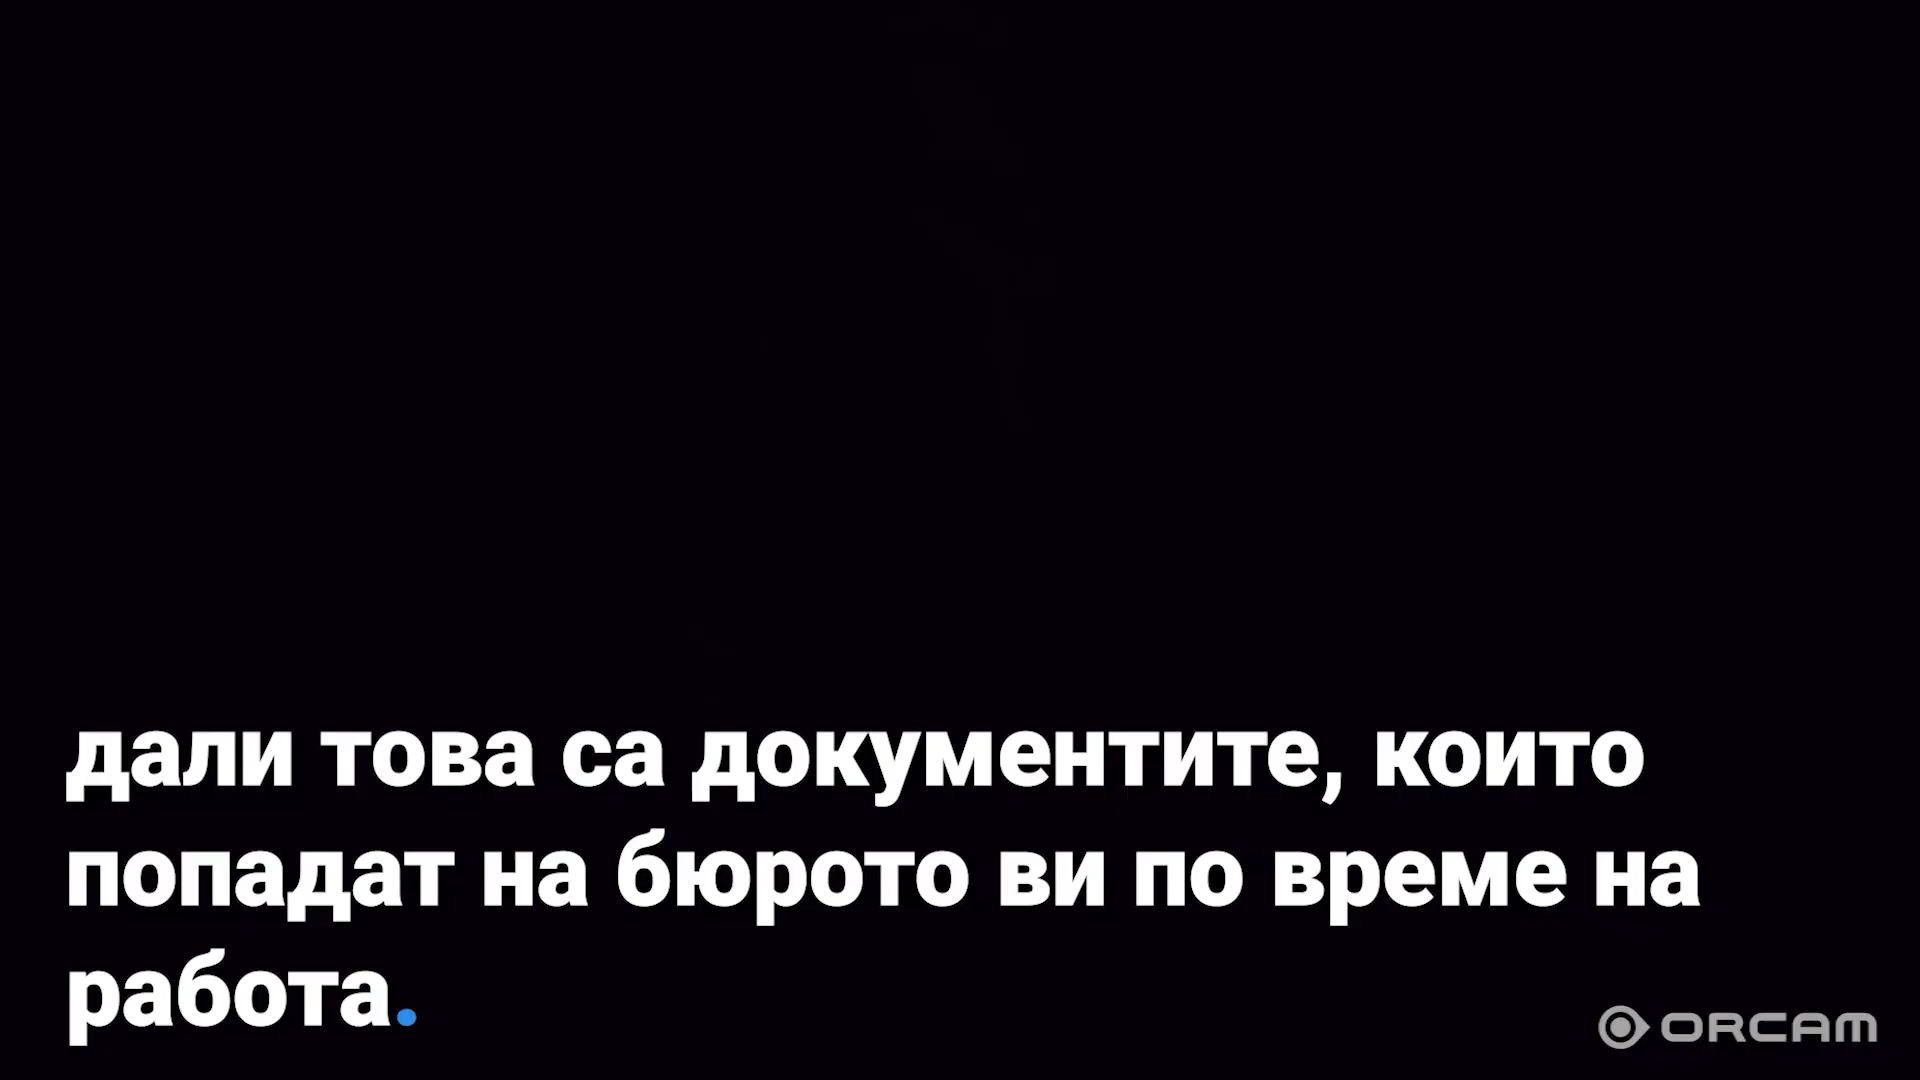 дали това са документите, които
попадат на бюрото ви по време на
работа.
ORCAM